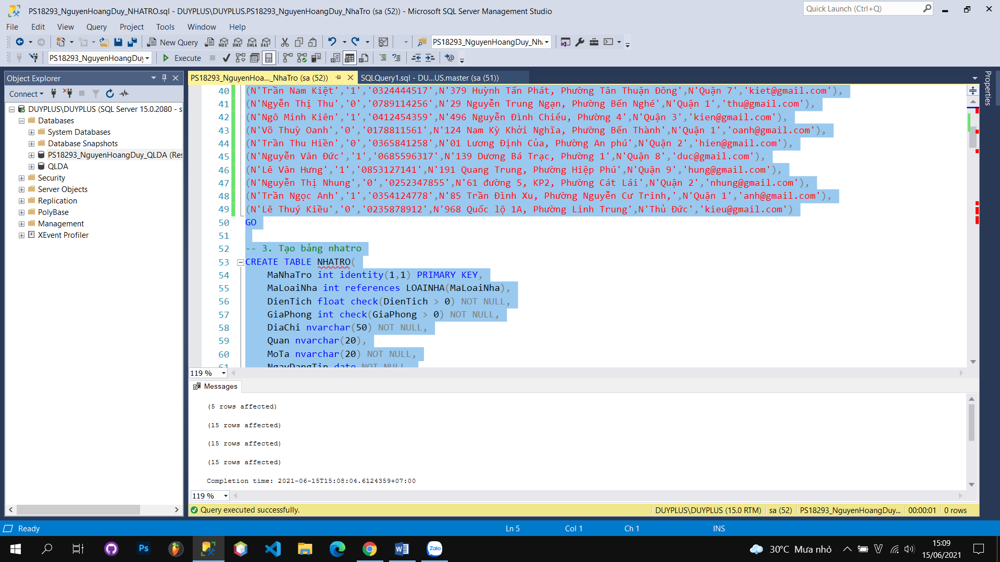 PS18293_NguyenHoangDuy_NHATRO.sql - DUYPLUS\DUYPLUS.PS18293_NguyenHoangDuy_NhaTro (sa (52)) - Microsoft SQL Server Management Studio
Quick Launch (Ctrl+Q)
File Edit View Query Project Tools Window Help
New Query
MDX DMX XMLA DAX
PS18293_NguyenHoangDuy_Nh
PS18293_NguyenHoangDuy
Execute
Object Explorer
Connect
DUYPLUS\DUYPLUS (SQL Server 15.0.2080 - s
Databases
System Databases
Database Snapshots
PS18293_NguyenHoangDuy_QLDA (Res
QLDA
Security
Server Objects
Replication
PolyBase
Management
XEvent Profiler
PS18293_NguyenHoa..._NhaTro (sa (52))
SQLQuery1.sql - DU...US.master (sa (51))
Properties
40 (N'Trần Nam Kiệt','1','0324444517',N'379 Huỳnh Tấn Phát, Phường Tân Thuận Đông',N'Quận 7','kiet@gmail.com'),
41 (N'Ngyễn Thị Thu','0','0789114256',N'29 Nguyễn Trung Ngạn, Phường Bến Nghé',N'Quận 1','thu@gmail.com'),
42 (N'Ngô Minh Kiên','1','0412454359',N'496 Nguyễn Đình Chiểu, Phường 4',N'Quận 3','kien@gmail.com'),
43 (N'Võ Thuỳ Oanh','0','0178811561',N'124 Nam Kỳ Khởi Nghĩa, Phường Bến Thành',N'Quận 1','oanh@gmail.com'),
44 (N'Trần Thu Hiền','0','0365841258',N'01 Lương Định Của, Phường An phú',N'Quận 2','hien@gmail.com'),
45 (N'Nguyễn Văn Đức','1','0685596317',N'139 Dương Bá Trạc, Phường 1',N'Quận 8','duc@gmail.com'),
46 (N'Lê Văn Hưng','1','0853127141',N'191 Quang Trung, Phường Hiệp Phú',N'Quận 9','hung@gmail.com'),
47 (N'Nguyễn Thị Nhung','0','0252347855',N'61 đường 5, KP2, Phường Cát Lái',N'Quận 2','nhung@gmail.com'),
48 (N'Trần Ngọc Anh','1','0354124778',N'85 Trần Đình Xu, Phường Nguyễn Cư Trinh,',N'Quận 1','anh@gmail.com'),
49 (N'Lê Thuý Kiều','0','0235878912',N'968 Quốc lộ 1A, Phường Linh Trung',N'Thủ Đức','kieu@gmail.com')
50 GO
51
52 -- 3. Tạo bảng nhatro
53 CREATE TABLE NHATRO(
54 MaNhaTro int identity(1,1) PRIMARY KEY,
55 MaLoaiNha int references LOAINHA(MaLoaiNha),
56 DienTich float check(DienTich > 0) NOT NULL,
57 GiaPhong int check(GiaPhong > 0) NOT NULL,
58 DiaChi nvarchar(50) NOT NULL,
59 Quan nvarchar(20),
60 MoTa nvarchar(20) NOT NULL,
61 NgayDangTin date NOT NULL
119 %
Messages
(5 rows affected)
(15 rows affected)
(15 rows affected)
(15 rows affected)
Completion time: 2021-06-15T15:08:04.6124359+07:00
119 %
Query executed successfully.
DUYPLUS\DUYPLUS (15.0 RTM) sa (52) PS18293_NguyenHoangDuy... 00:00:01 0 rows
Ready
Ln 5 Col 1 Ch 1 INS
Ps
Zalo
30°C Mưa nhỏ
15:09
15/06/2021